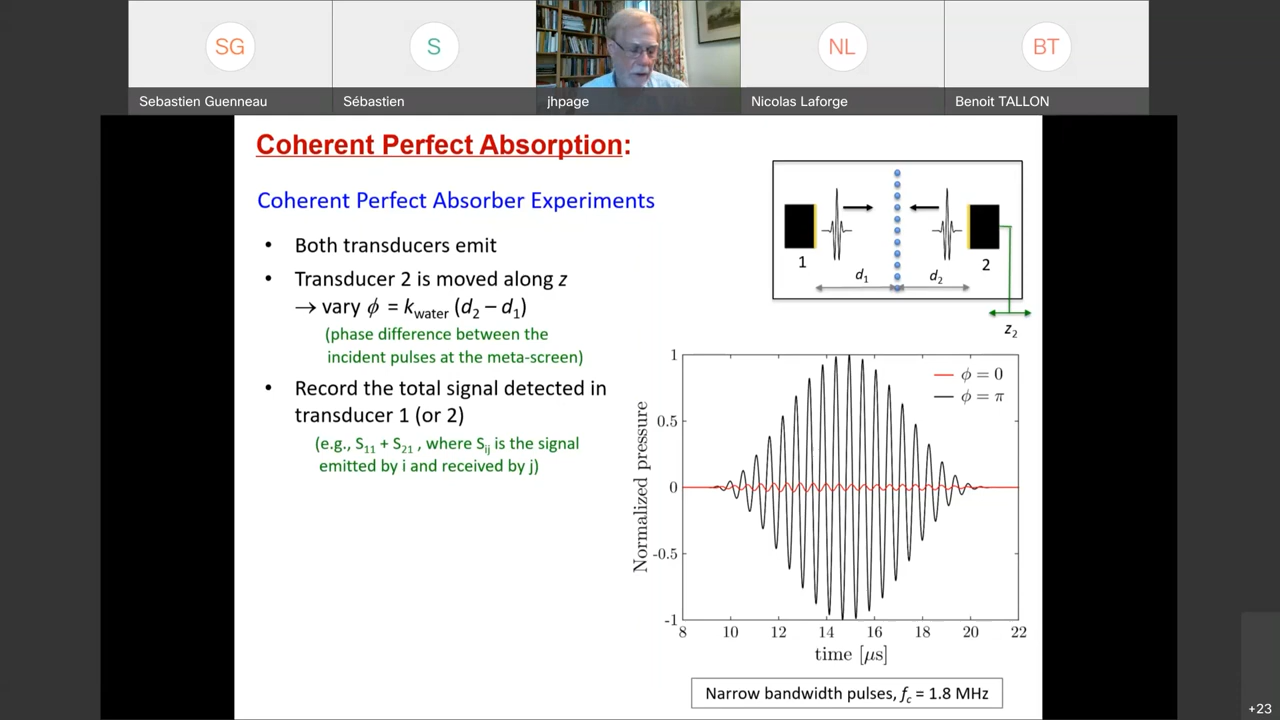 SG
S
NL
BT
Sebastien Guenneau
Sébastien
jhpage
Nicolas Laforge
Benoit TALLON
Coherent Perfect Absorption:
Coherent Perfect Absorber Experiments
• Both transducers emit
• Transducer 2 is moved along z
→ vary ϕ = k_water (d₂ – d₁)
(phase difference between the
incident pulses at the meta-screen)
• Record the total signal detected in
transducer 1 (or 2)
(e.g., S₁₁ + S₂₁ , where S_ij is the signal
emitted by i and received by j)
1
d₁
d₂
2
z₂
Normalized pressure
1
0.5
0
-0.5
-1
ϕ = 0
ϕ = π
8 10 12 14 16 18 20 22
time [μs]
Narrow bandwidth pulses, f_c = 1.8 MHz
+23